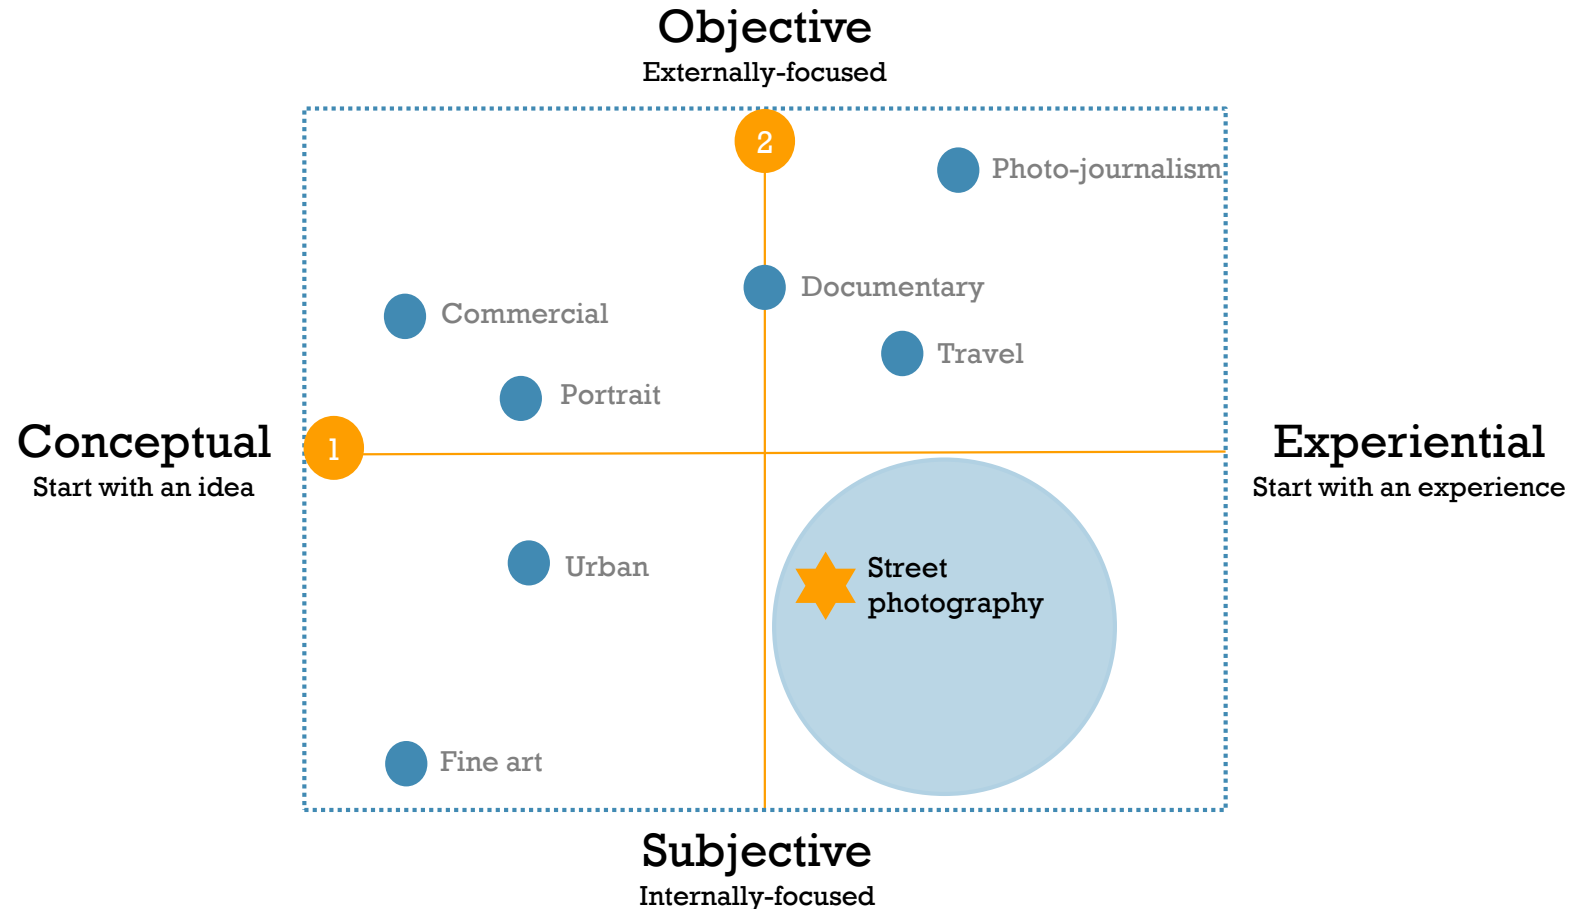 Objective
Externally-focused
2
Photo-journalism
Documentary
Commercial
Travel
Portrait
Conceptual
Start with an idea
1
Experiential
Start with an experience
Urban
Street
photography
Fine art
Subjective
Internally-focused